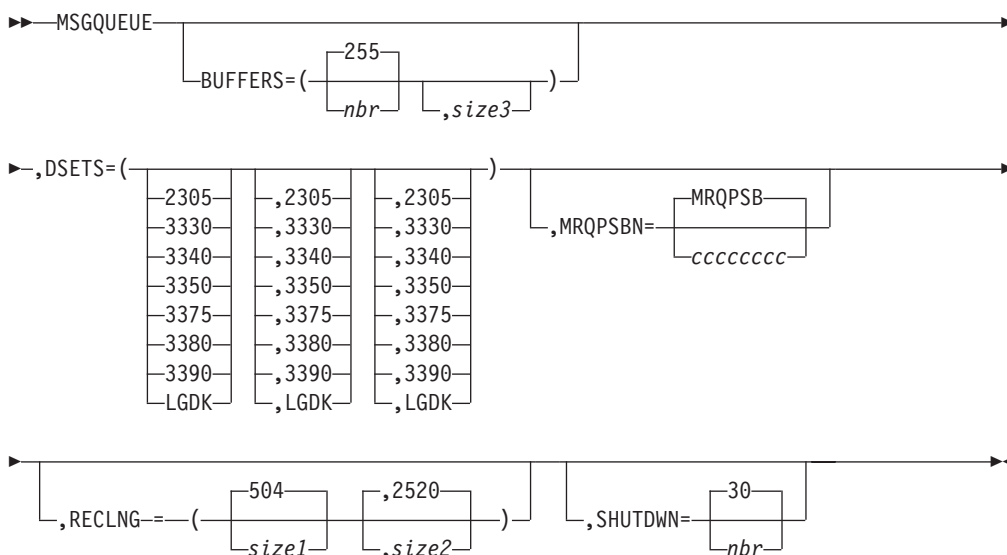 MSGQUEUE
255
BUFFERS=( nbr ,size3 )
,DSETS=( )
2305 ,2305 ,2305 MRQPSB
3330 ,3330 ,3330 ,MRQPSBN= cccccccc
3340 ,3340 ,3340
3350 ,3350 ,3350
3375 ,3375 ,3375
3380 ,3380 ,3380
3390 ,3390 ,3390
LGDK ,LGDK ,LGDK
504 ,2520 30
,RECLNG = ( size1 ,size2 ) ,SHUTDWN= nbr